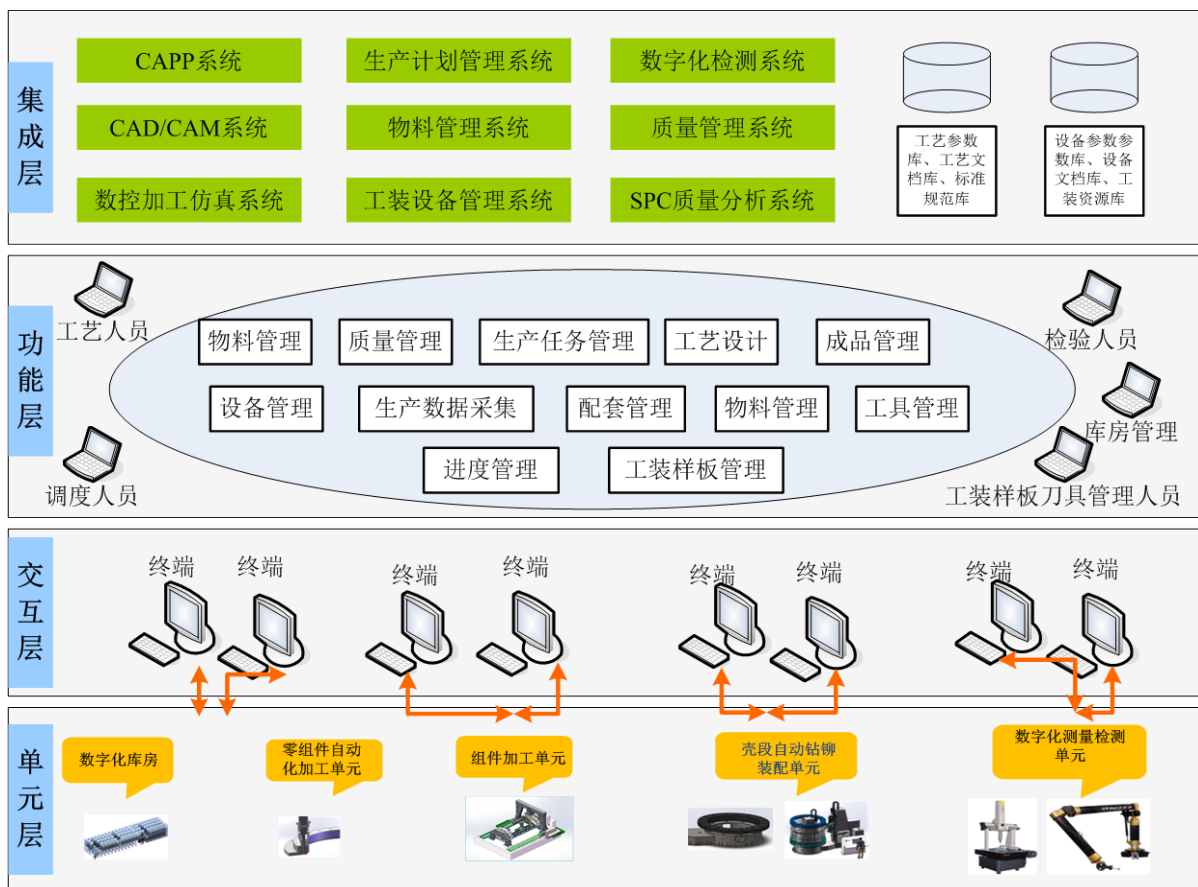 集成层
CAPP系统
生产计划管理系统
数字化检测系统
CAD/CAM系统
物料管理系统
质量管理系统
数控加工仿真系统
工装设备管理系统
SPC质量分析系统
工艺参数
库、工艺文
档库、标准
规范库
设备参数参
数库、设备
文档库、工
装资源库
功能层
工艺人员
调度人员
物料管理
质量管理
生产任务管理
工艺设计
成品管理
设备管理
生产数据采集
配套管理
物料管理
工具管理
进度管理
工装样板管理
检验人员
库房管理
工装样板刀具管理人员
交互层
终端
终端
终端
终端
终端
终端
终端
终端
单元层
数字化库房
零组件自动
化加工单元
组件加工单元
壳段自动钻铆
装配单元
数字化测量检测
单元